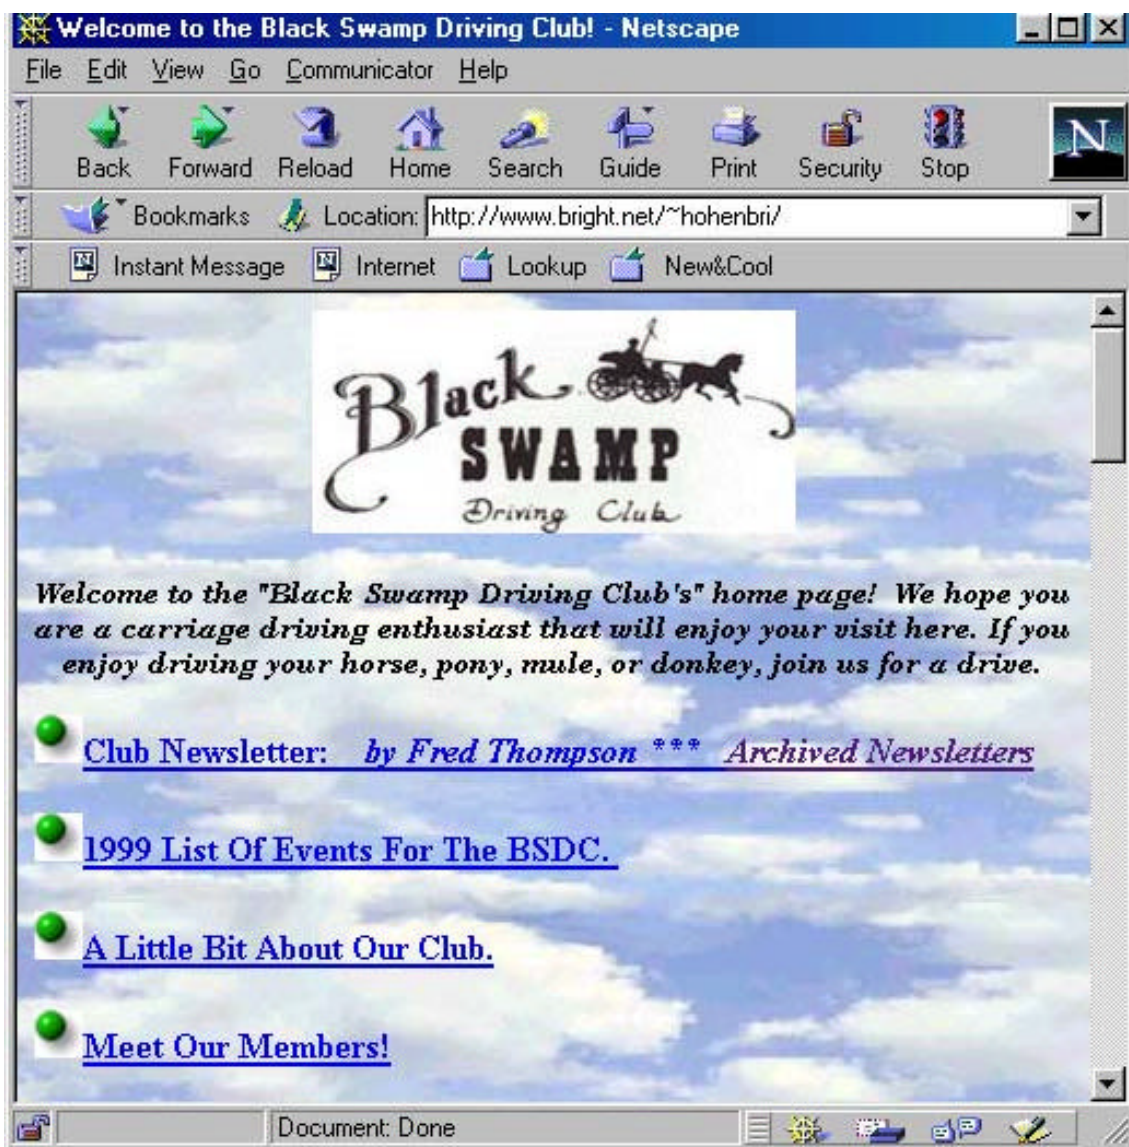 Welcome to the Black Swamp Driving Club! - Netscape
File Edit View Go Communicator Help
Back Forward Reload Home Search Guide Print Security Stop
N
Bookmarks Location: http://www.bright.net/~hohenbri/
Instant Message Internet Lookup New&Cool
Black
SWAMP
Driving Club
Welcome to the "Black Swamp Driving Club's" home page! We hope you
are a carriage driving enthusiast that will enjoy your visit here. If you
enjoy driving your horse, pony, mule, or donkey, join us for a drive.
Club Newsletter: by Fred Thompson *** Archived Newsletters
1999 List Of Events For The BSDC.
A Little Bit About Our Club.
Meet Our Members!
Document: Done